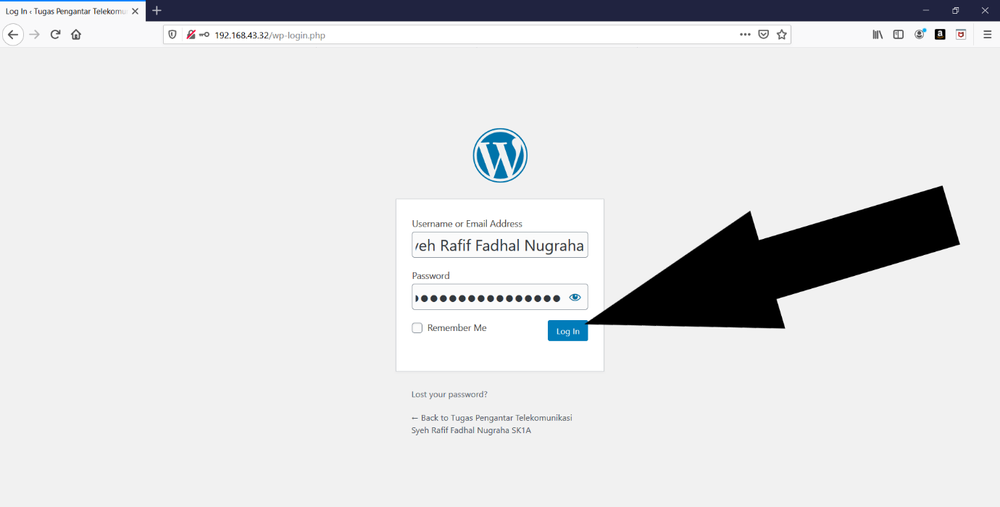 Log In ‹ Tugas Pengantar Telekomu
192.168.43.32/wp-login.php
Username or Email Address
yeh Rafif Fadhal Nugraha
Password
Remember Me
Log In
Lost your password?
← Back to Tugas Pengantar Telekomunikasi
Syeh Rafif Fadhal Nugraha SK1A